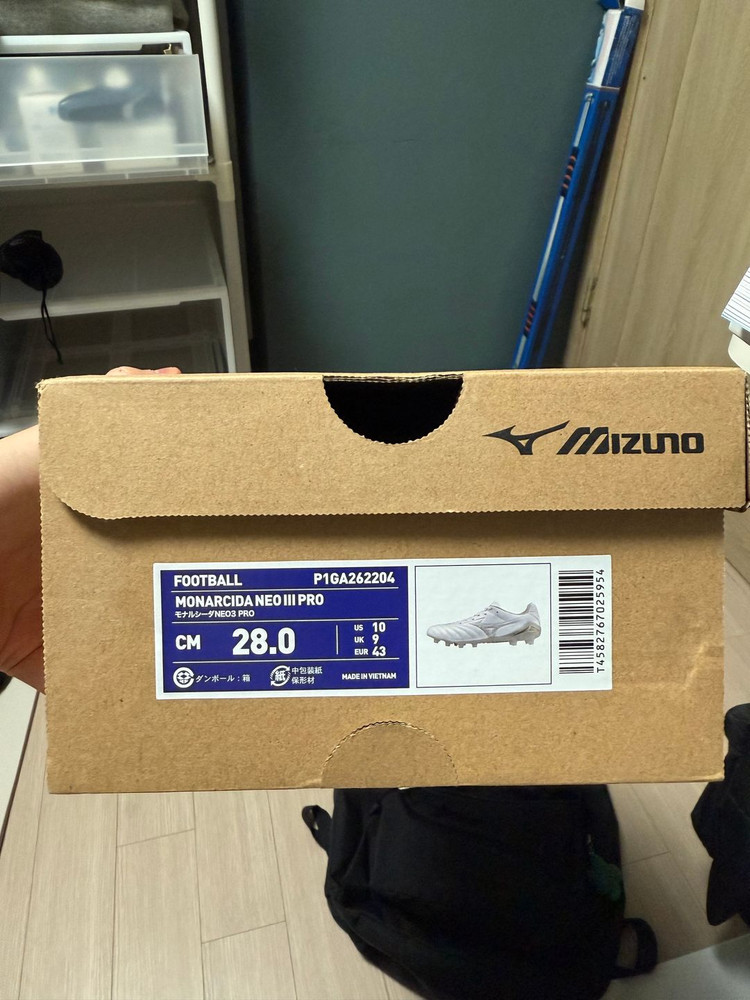 MIZUNO
FOOTBALL P1GA262204
MONARCIDA NEO III PRO
モナルシーダNEO3 PRO
CM 28.0
US 10
UK 9
EUR 43
ダンボール：箱
紙 中包装紙
保形材
MADE IN VIETNAM
T4582767025954